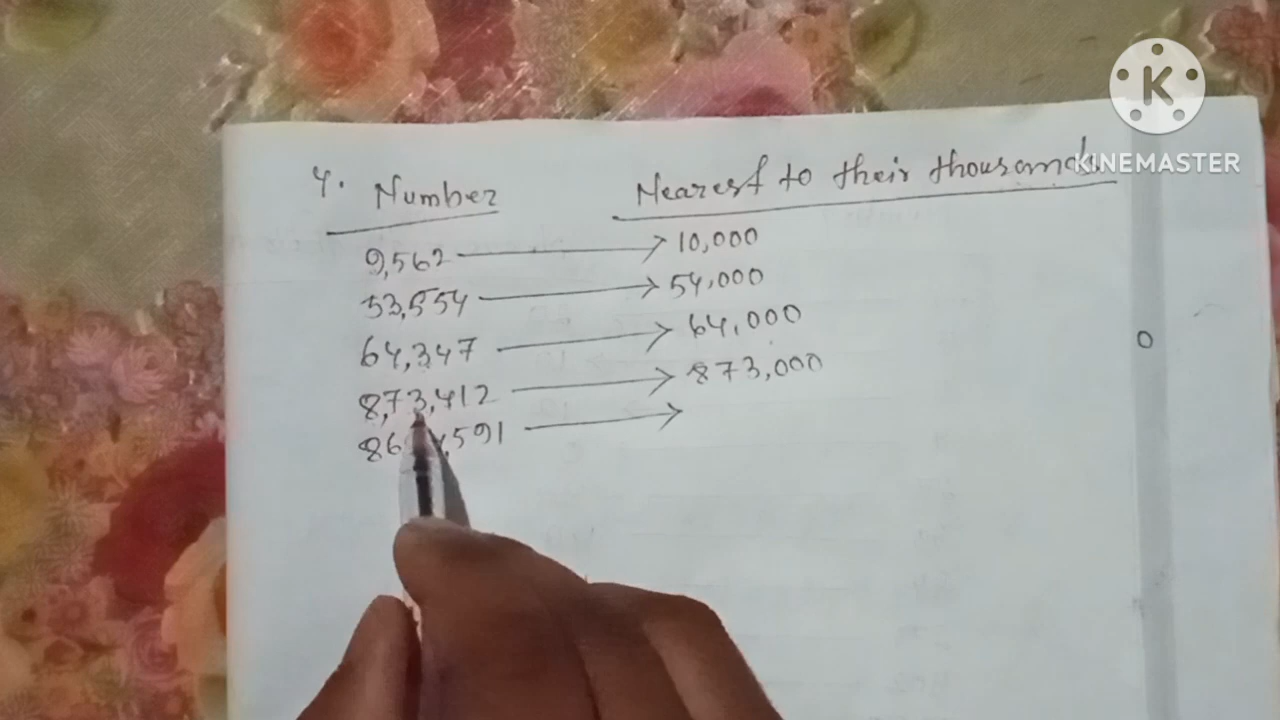 K
KINEMASTER
4. Number Nearest to their thousands
9,562 → 10,000
53,554 → 54,000
64,347 → 64,000
8,73,412 → 873,000
,591 →